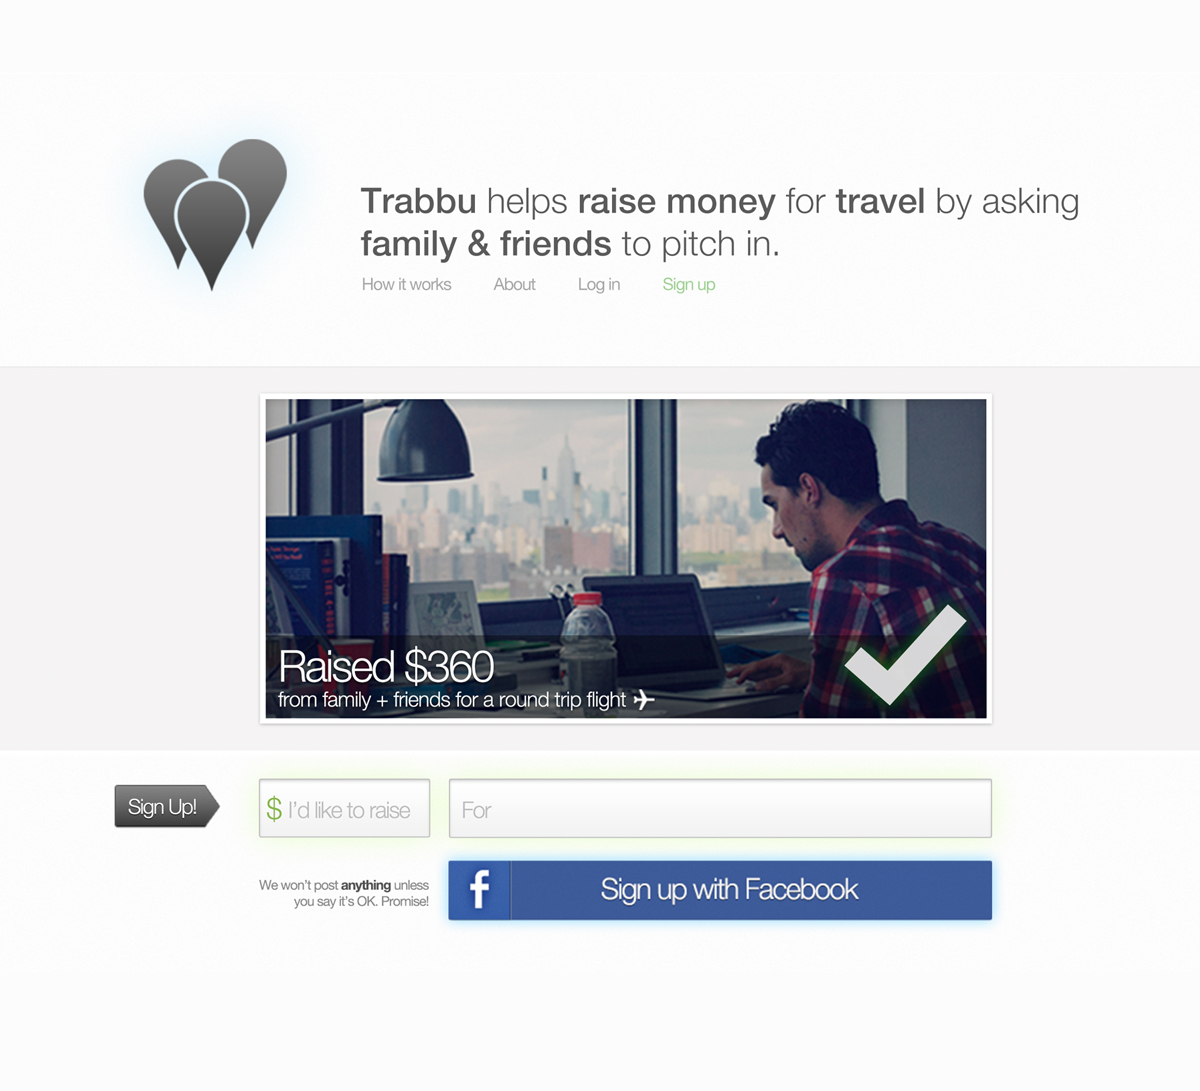 Trabbu helps raise money for travel by asking
family & friends to pitch in.
How it works About Log in Sign up
Raised $360
from family + friends for a round trip flight
Sign Up!
$ I'd like to raise
For
We won't post anything unless
you say it's OK. Promise!
f Sign up with Facebook